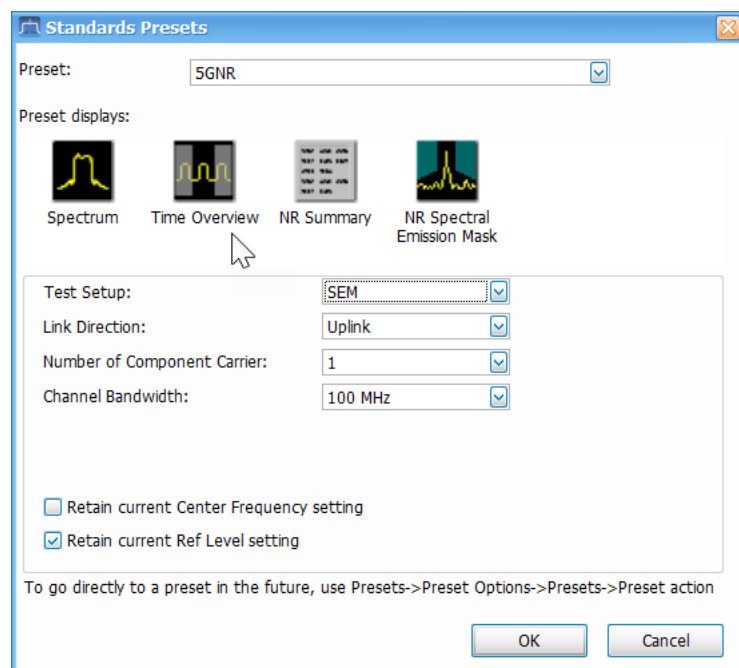 Standards Presets
Preset:
5GNR
Preset displays:
Spectrum
Time Overview
NR Summary
NR Spectral
Emission Mask
Test Setup:
SEM
Link Direction:
Uplink
Number of Component Carrier:
1
Channel Bandwidth:
100 MHz
Retain current Center Frequency setting
Retain current Ref Level setting
To go directly to a preset in the future, use Presets->Preset Options->Presets->Preset action
OK
Cancel